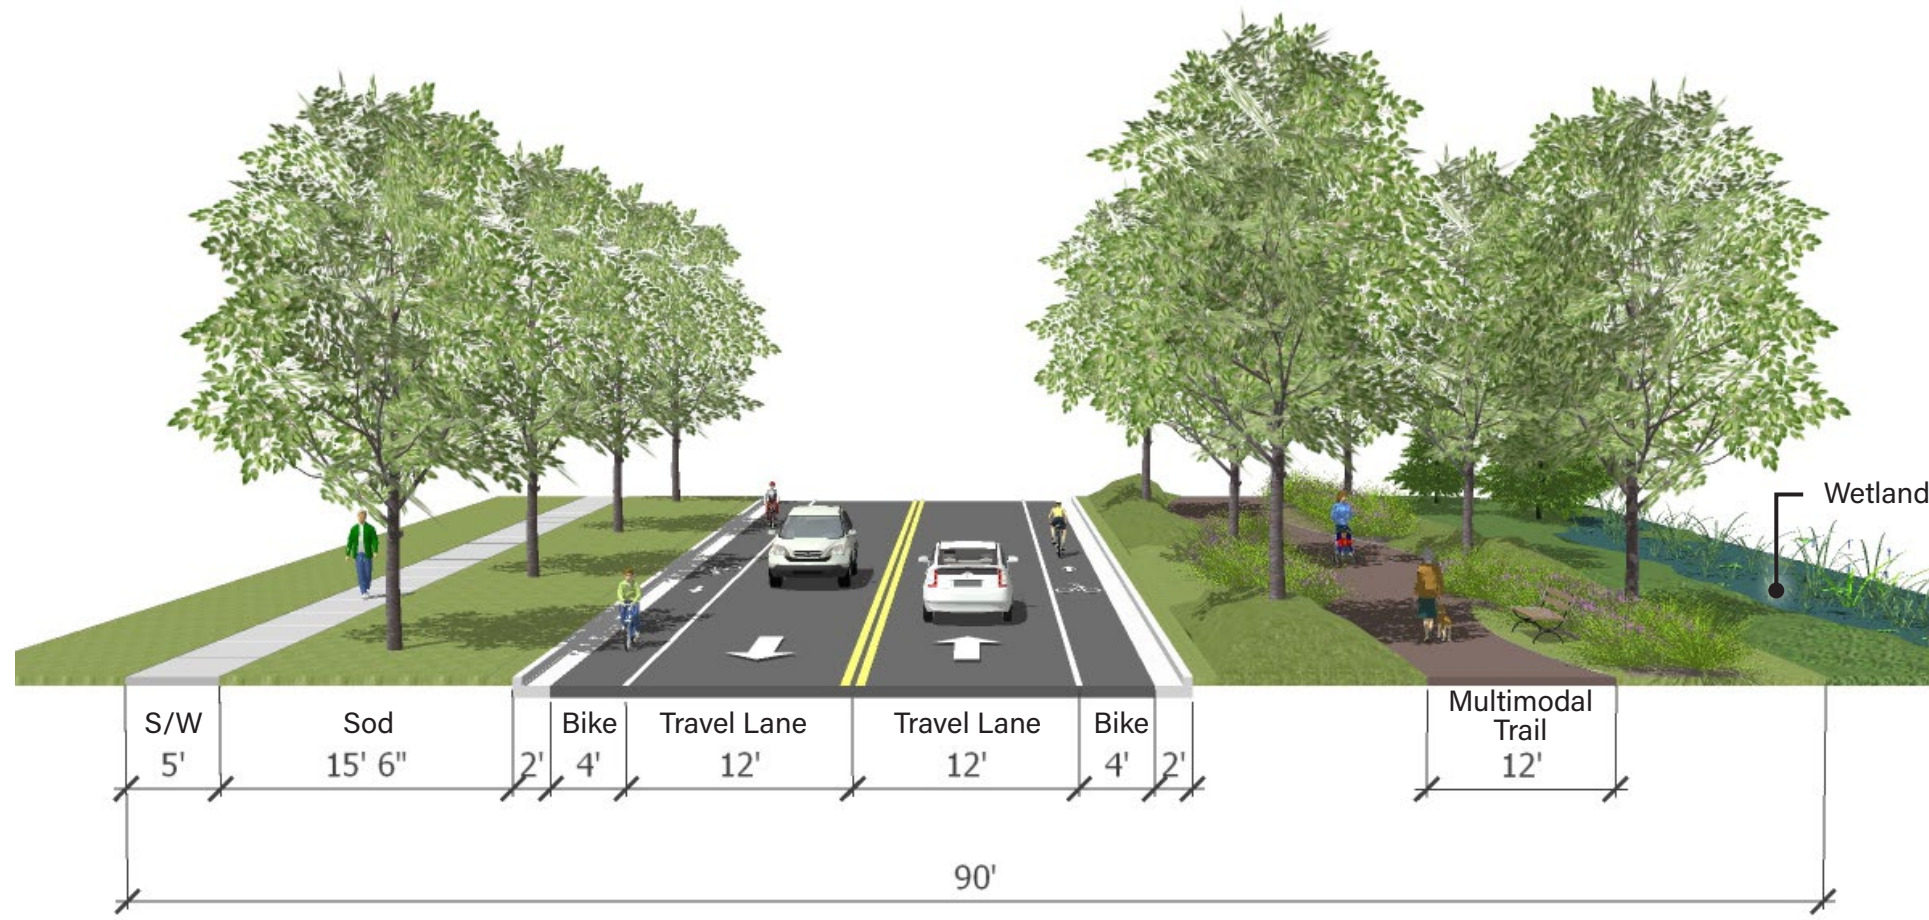 Wetland
S/W
Sod
Bike
Travel Lane
Travel Lane
Bike
Multimodal
Trail
5'
15' 6"
2'
4'
12'
12'
4'
2'
12'
90'